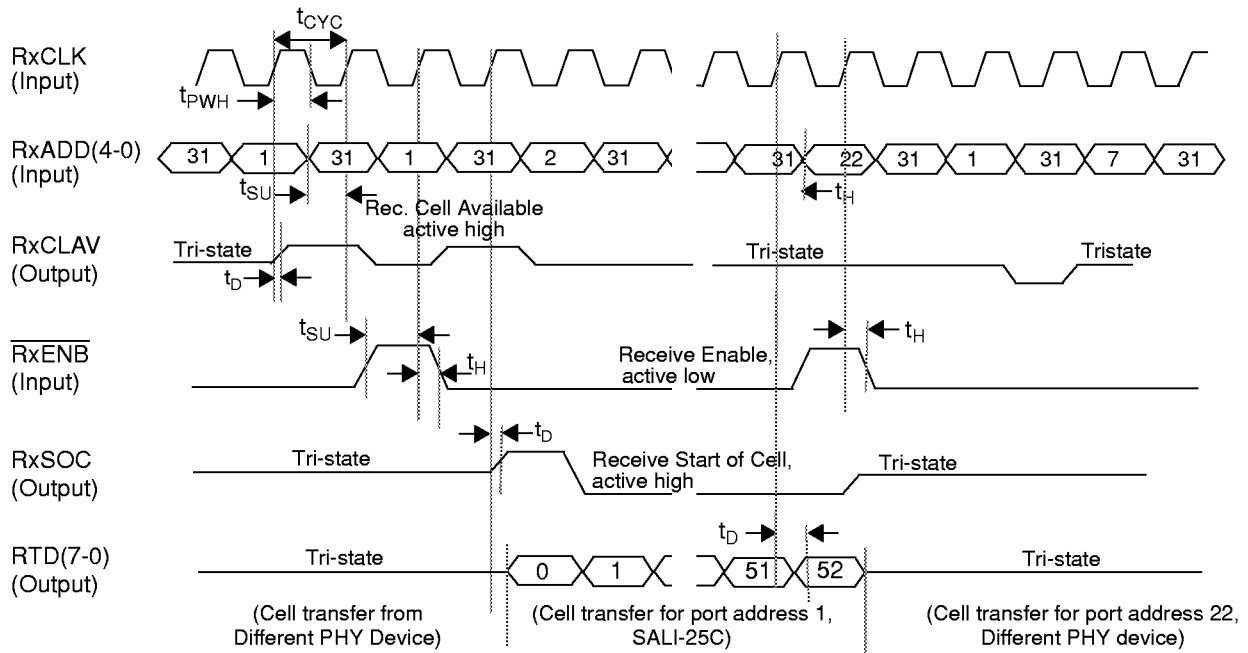 tCYC
RxCLK
(Input)
tPWH
RxADD(4-0)
(Input)
31 1 31 1 31 2 31 31 22 31 1 31 7 31
tSU
tH
Rec. Cell Available
active high
RxCLAV
(Output)
Tri-state
Tri-state
Tristate
tD
tSU
tH
RxENB
(Input)
tH
Receive Enable,
active low
tD
RxSOC
(Output)
Tri-state
Receive Start of Cell,
active high
Tri-state
tD
RTD(7-0)
(Output)
Tri-state
0 1 51 52
Tri-state
(Cell transfer from
Different PHY Device)
(Cell transfer for port address 1,
SALI-25C)
(Cell transfer for port address 22,
Different PHY device)